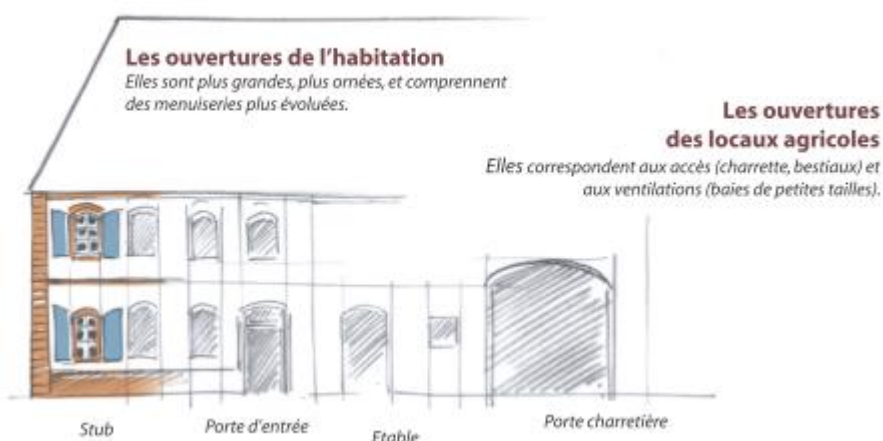 Les ouvertures de l'habitation
Elles sont plus grandes, plus ornées, et comprennent
des menuiseries plus évoluées.
Les ouvertures
des locaux agricoles
Elles correspondent aux accès (charrette, bestiaux) et
aux ventilations (baies de petites tailles).
Stub
Porte d'entrée
Etable
Porte charretière